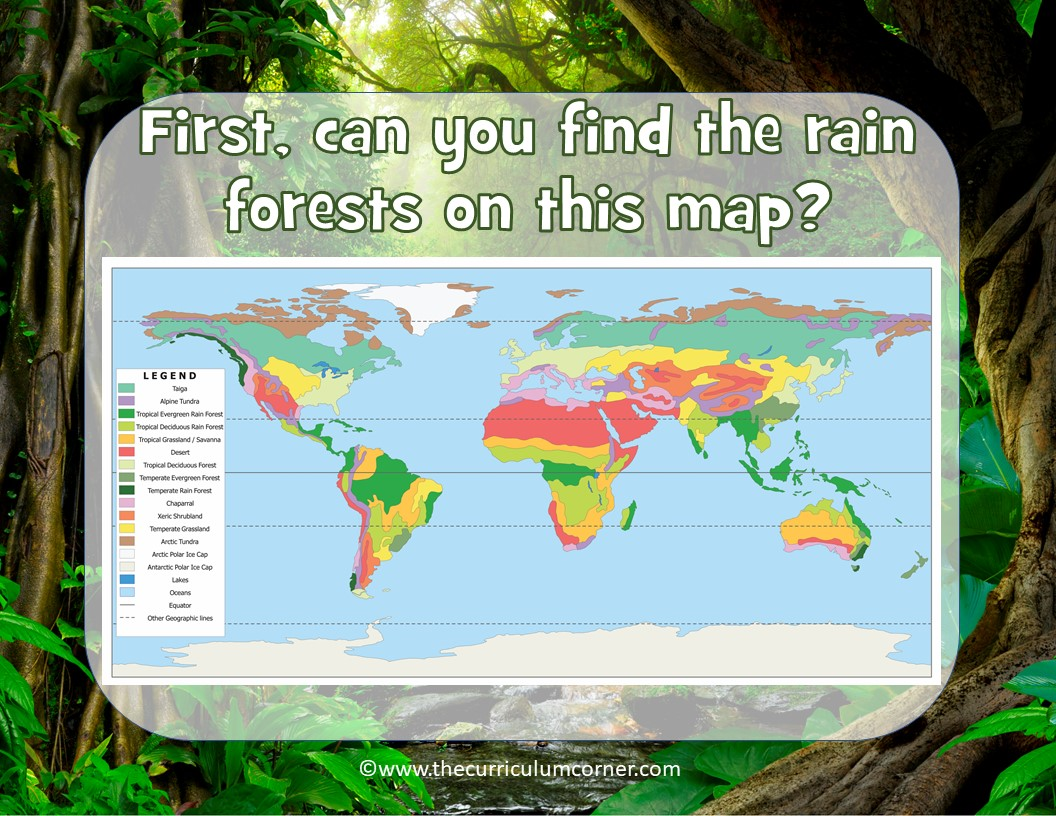 First, can you find the rain
forests on this map?
LEGEND
Taiga
Alpine Tundra
Tropical Evergreen Rain Forest
Tropical Deciduous Rain Forest
Tropical Grassland / Savanna
Desert
Tropical Deciduous Forest
Temperate Evergreen Forest
Temperate Rain Forest
Chaparral
Xeric Shrubland
Temperate Grassland
Arctic Tundra
Arctic Polar Ice Cap
Antarctic Polar Ice Cap
Lakes
Oceans
Equator
Other Geographic lines
©www.thecurriculumcorner.com